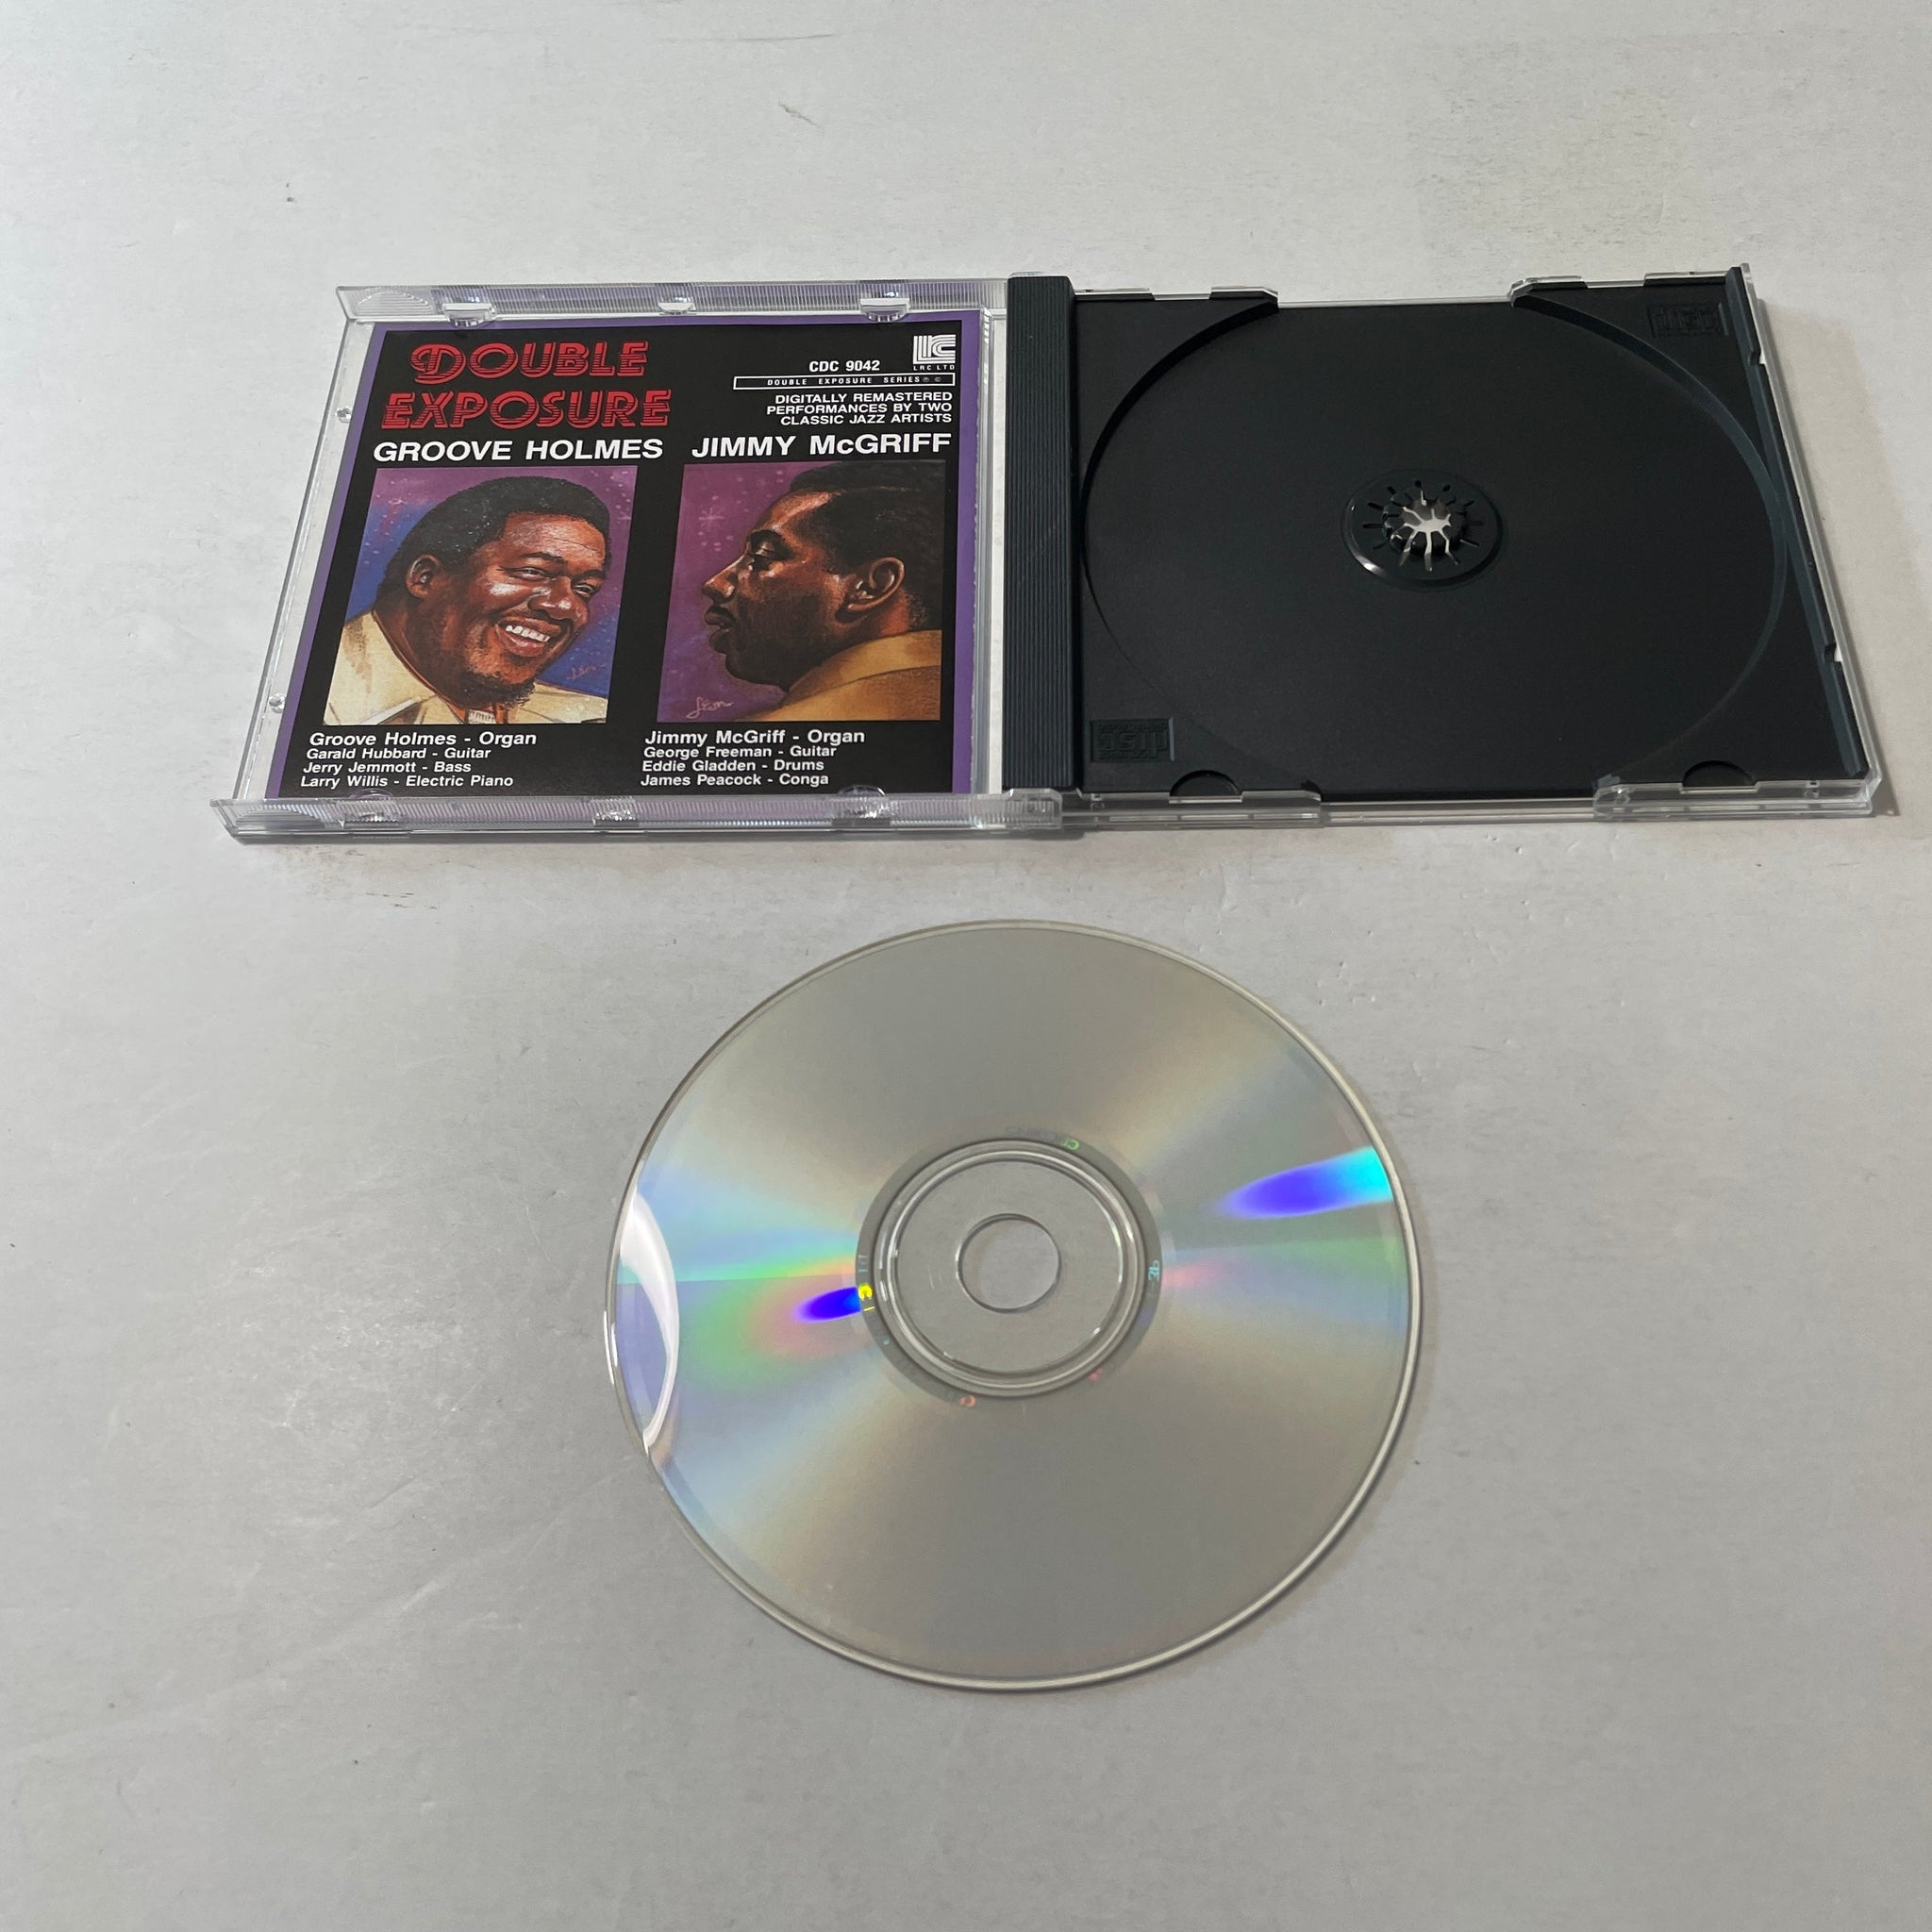 DOUBLE
EXPOSURE
LRC LTD
CDC 9042
DOUBLE EXPOSURE SERIES ℗ ©
DIGITALLY REMASTERED
PERFORMANCES BY TWO
CLASSIC JAZZ ARTISTS
GROOVE HOLMES
JIMMY McGRIFF
Groove Holmes - Organ
Garald Hubbard - Guitar
Jerry Jemmott - Bass
Larry Willis - Electric Piano
Jimmy McGriff - Organ
George Freeman - Guitar
Eddie Gladden - Drums
James Peacock - Conga